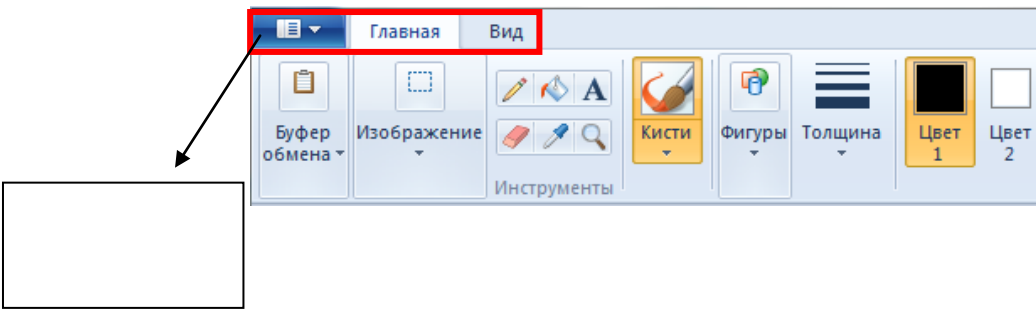 Главная Вид
Буфер обмена
Изображение
Инструменты
Кисти
Фигуры
Толщина
Цвет 1
Цвет 2